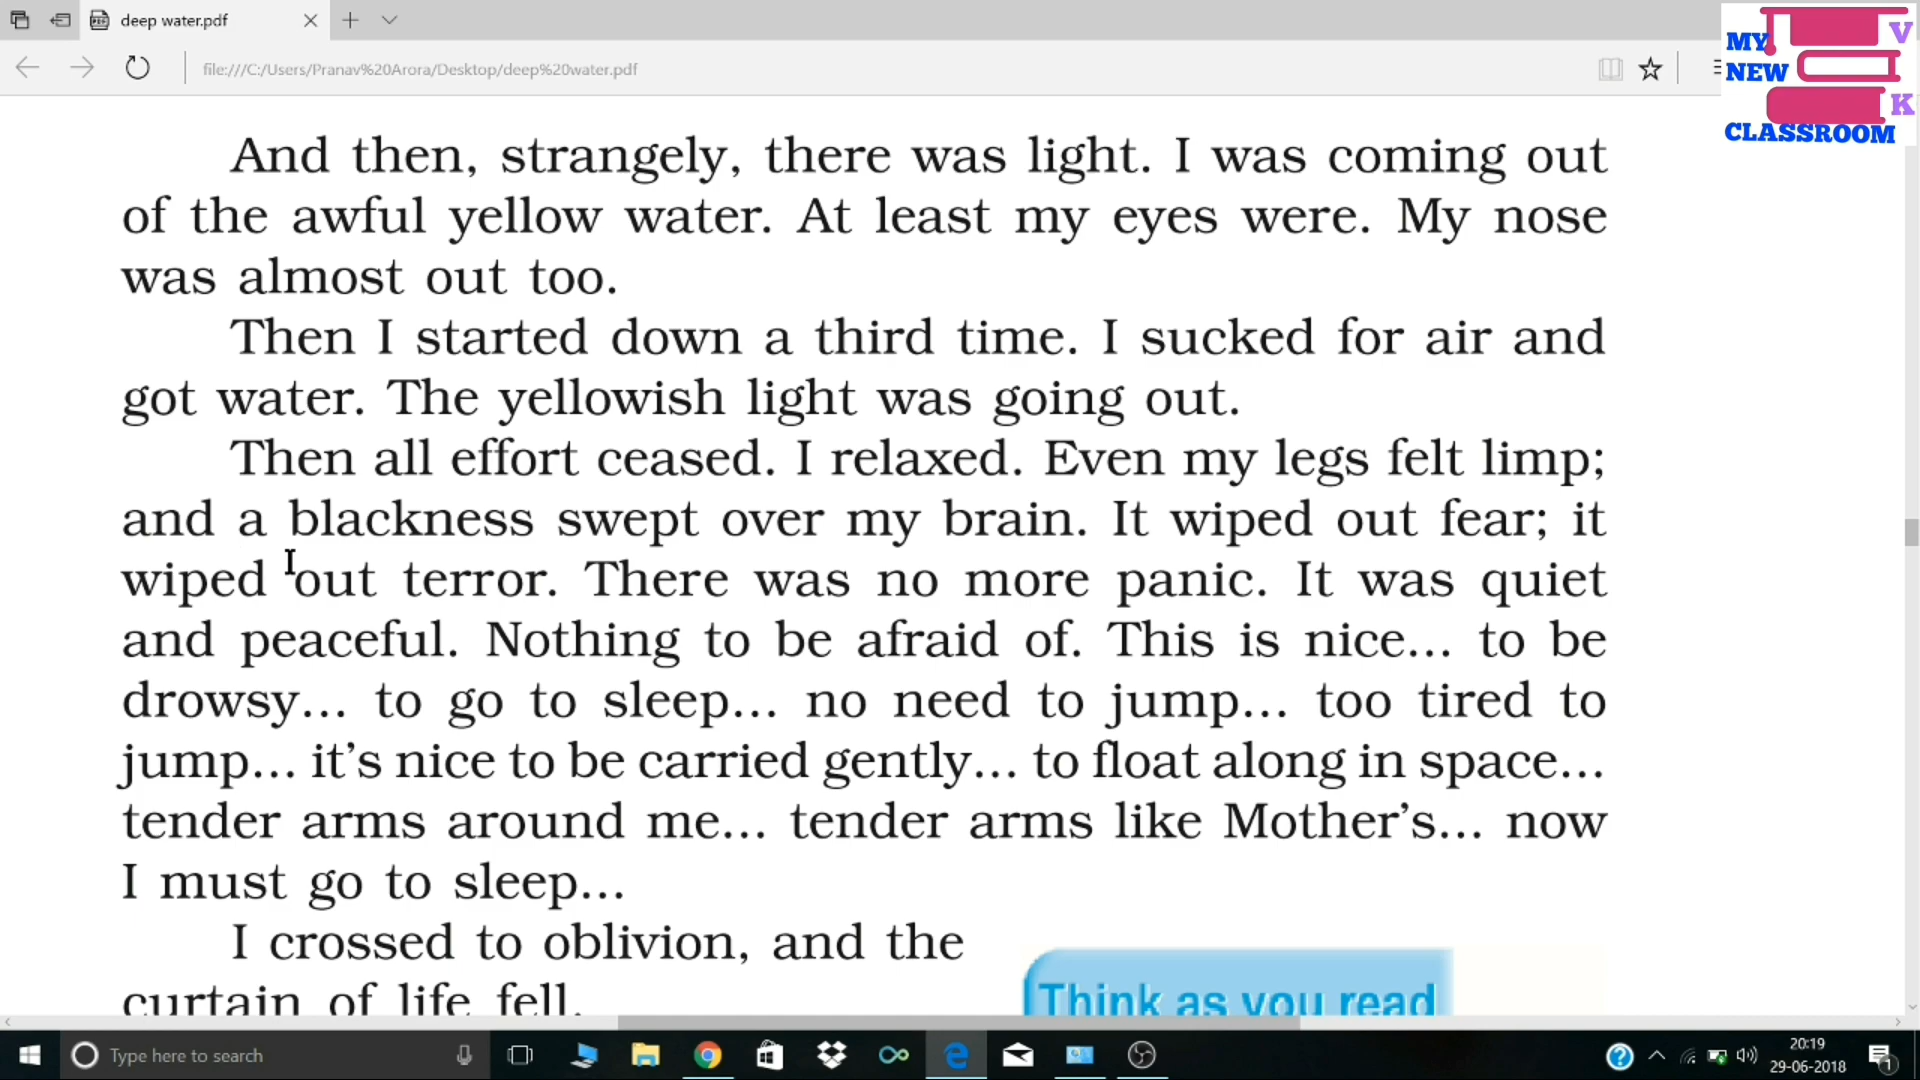 deep water.pdf
file:///C:/Users/Pranav%20Arora/Desktop/deep%20water.pdf
MY
NEW
CLASSROOM
V
K
And then, strangely, there was light. I was coming out
of the awful yellow water. At least my eyes were. My nose
was almost out too.
Then I started down a third time. I sucked for air and
got water. The yellowish light was going out.
Then all effort ceased. I relaxed. Even my legs felt limp;
and a blackness swept over my brain. It wiped out fear; it
wiped out terror. There was no more panic. It was quiet
and peaceful. Nothing to be afraid of. This is nice... to be
drowsy... to go to sleep... no need to jump... too tired to
jump... it's nice to be carried gently... to float along in space...
tender arms around me... tender arms like Mother's... now
I must go to sleep...
I crossed to oblivion, and the
curtain of life fell.
Think as you read
Type here to search
20:19
29-06-2018
1